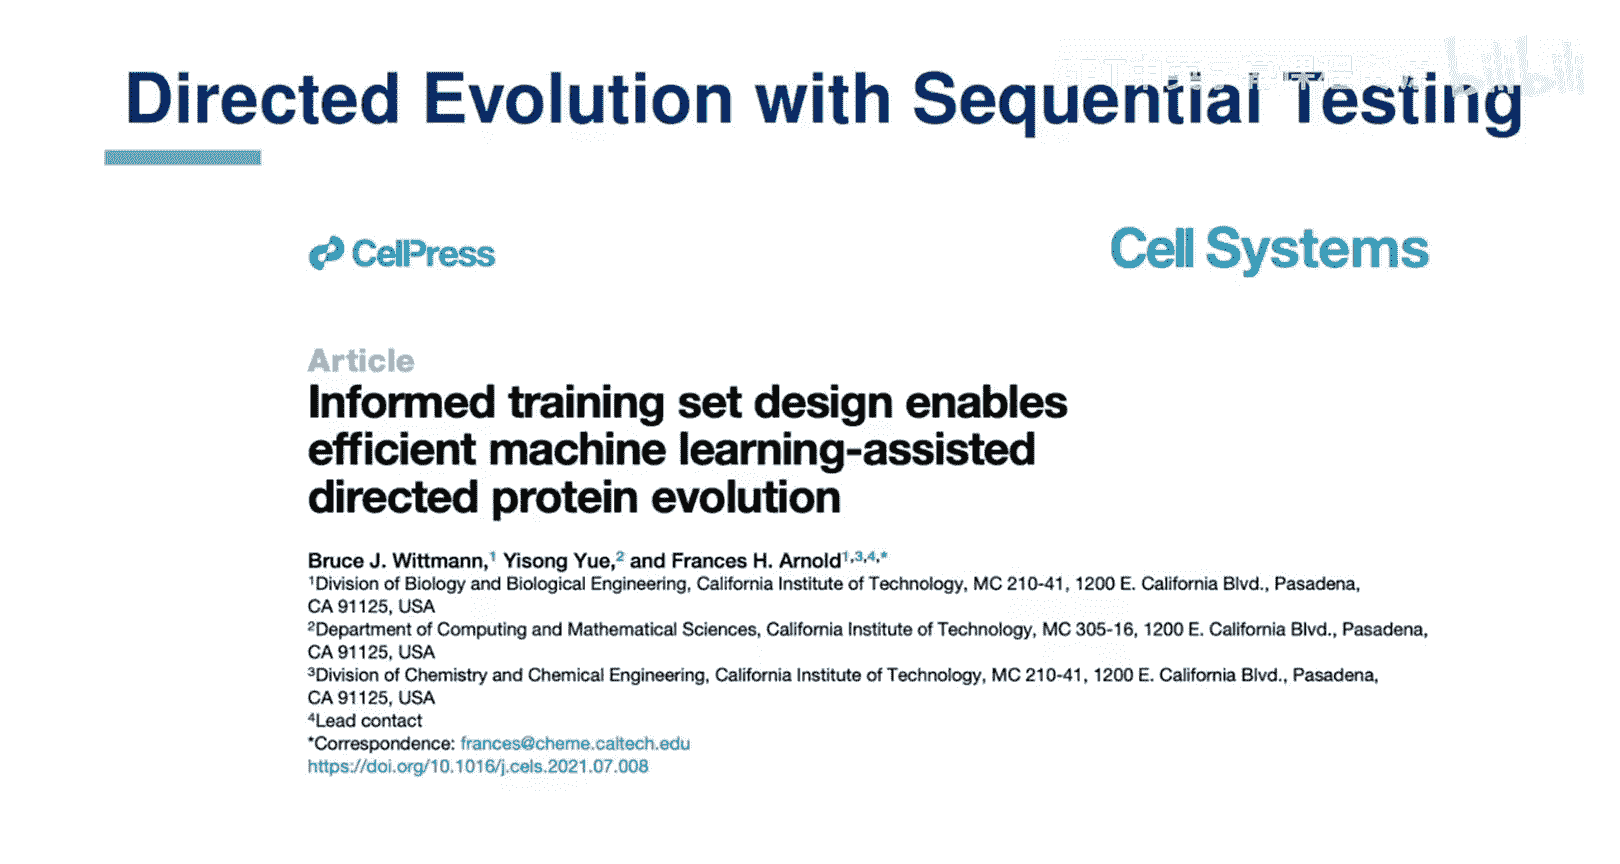 Directed Evolution with Sequential Testing
bilibili
CellPress
Cell Systems
Article
Informed training set design enables
efficient machine learning-assisted
directed protein evolution
Bruce J. Wittmann,¹ Yisong Yue,² and Frances H. Arnold¹,³,⁴,*
¹Division of Biology and Biological Engineering, California Institute of Technology, MC 210-41, 1200 E. California Blvd., Pasadena,
CA 91125, USA
²Department of Computing and Mathematical Sciences, California Institute of Technology, MC 305-16, 1200 E. California Blvd., Pasadena,
CA 91125, USA
³Division of Chemistry and Chemical Engineering, California Institute of Technology, MC 210-41, 1200 E. California Blvd., Pasadena,
CA 91125, USA
⁴Lead contact
*Correspondence: frances@cheme.caltech.edu
https://doi.org/10.1016/j.cels.2021.07.008